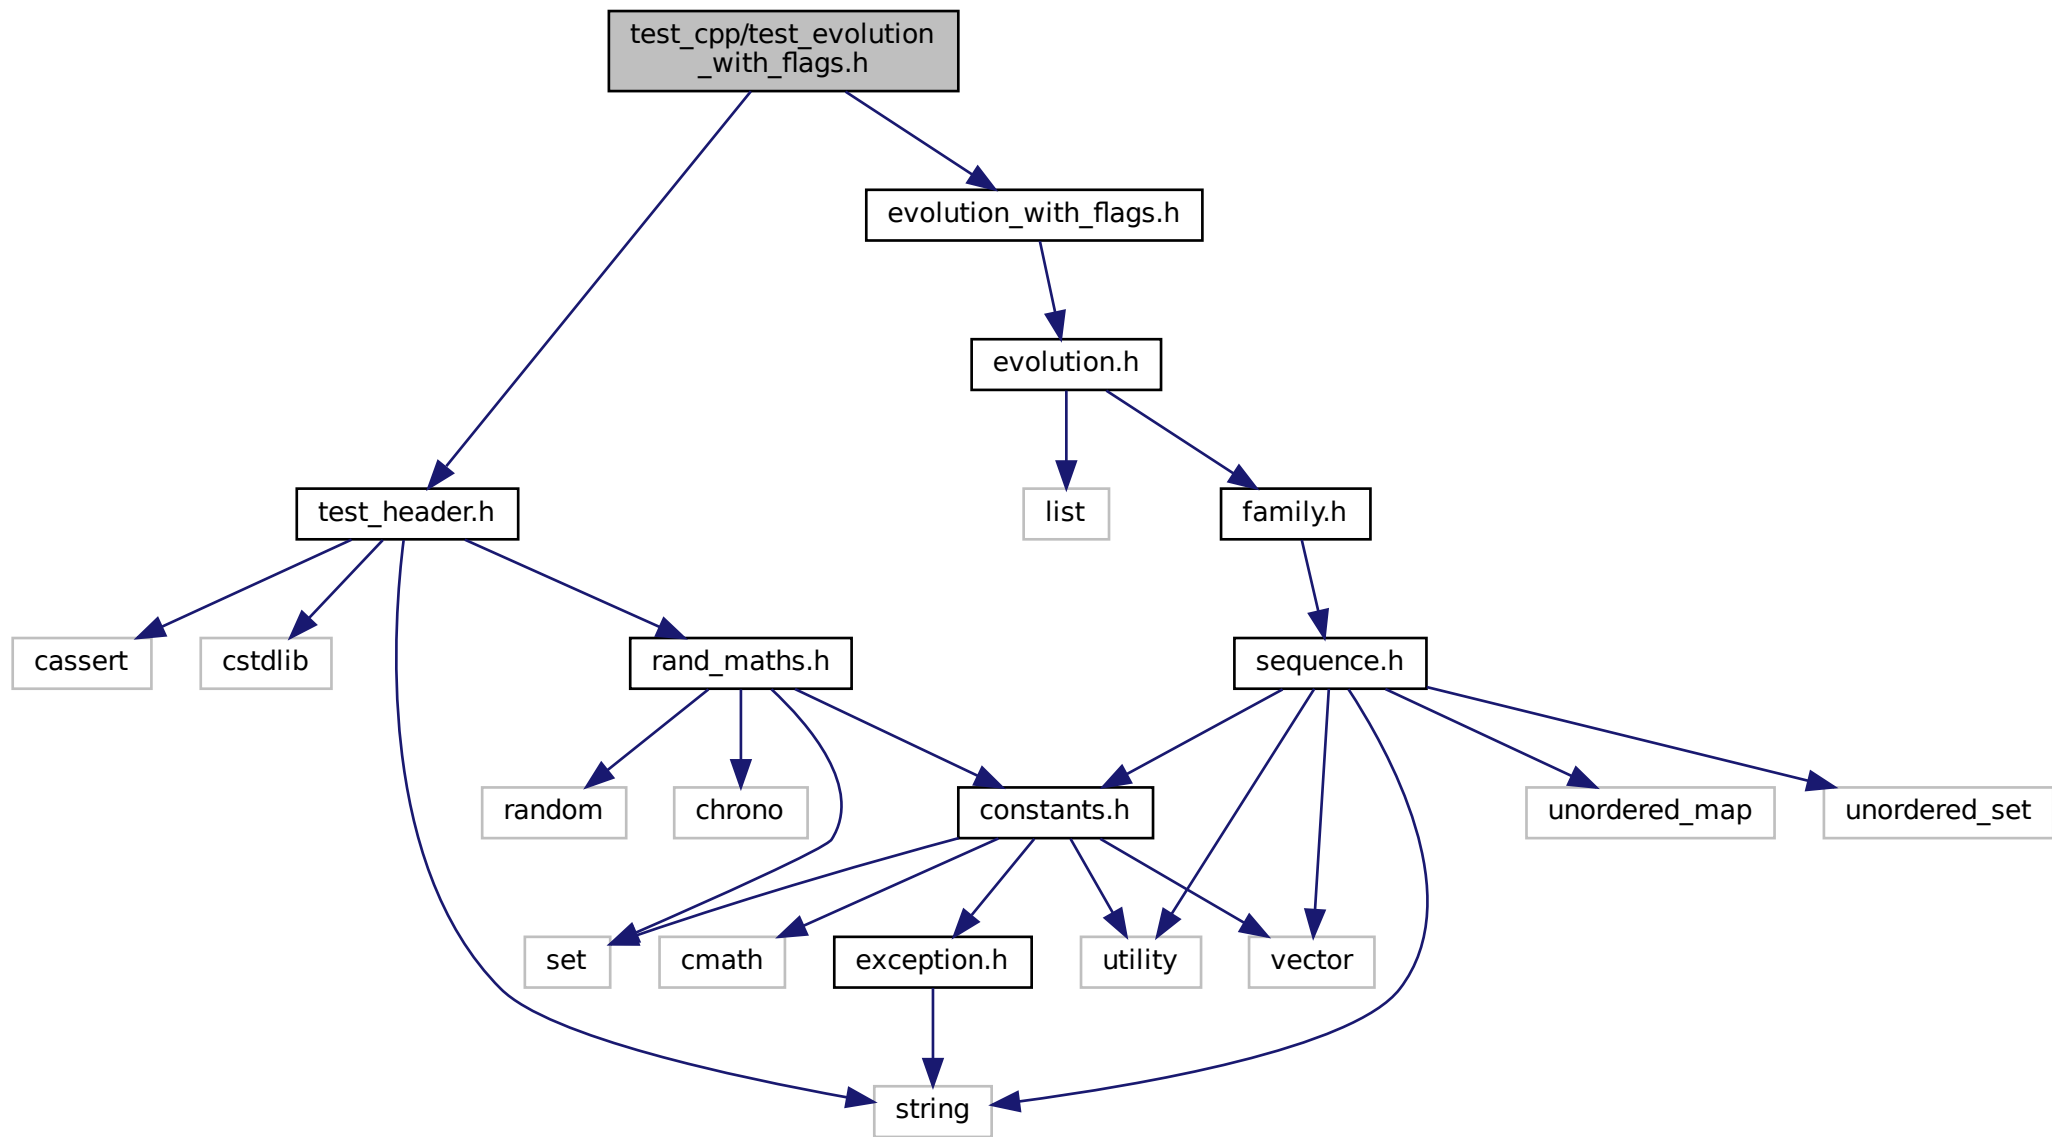 test_cpp/test_evolution
_with_flags.h
evolution_with_flags.h
evolution.h
test_header.h
list
family.h
cassert
cstdlib
rand_maths.h
sequence.h
random
chrono
constants.h
unordered_map
unordered_set
set
cmath
exception.h
utility
vector
string